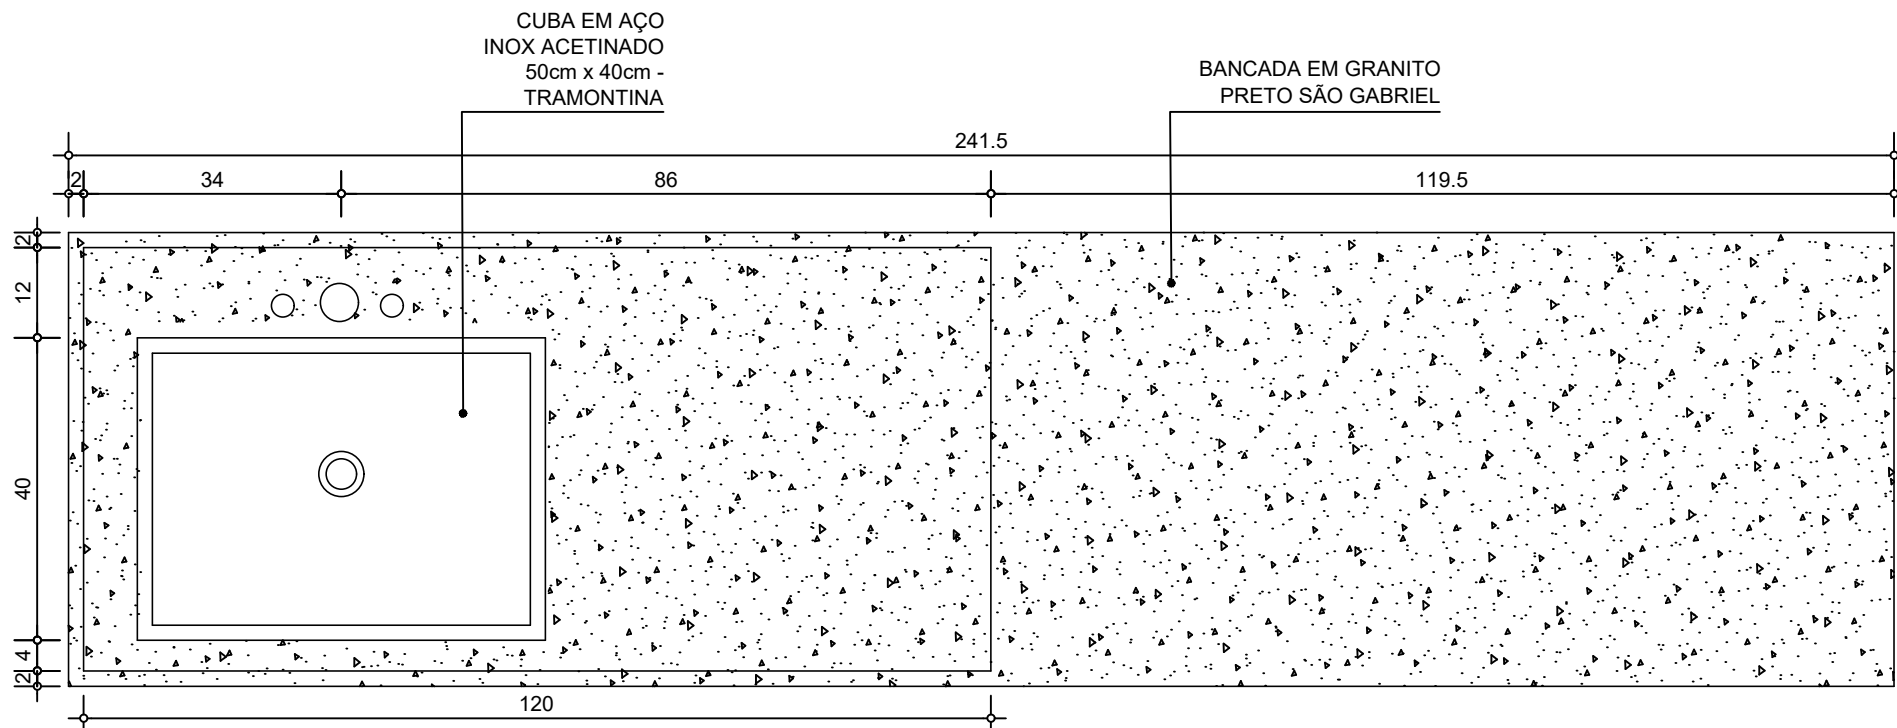 CUBA EM AÇO
INOX ACETINADO
50cm x 40cm -
TRAMONTINA
BANCADA EM GRANITO
PRETO SÃO GABRIEL
241.5
2
34
86
119.5
2
12
40
4
2
120